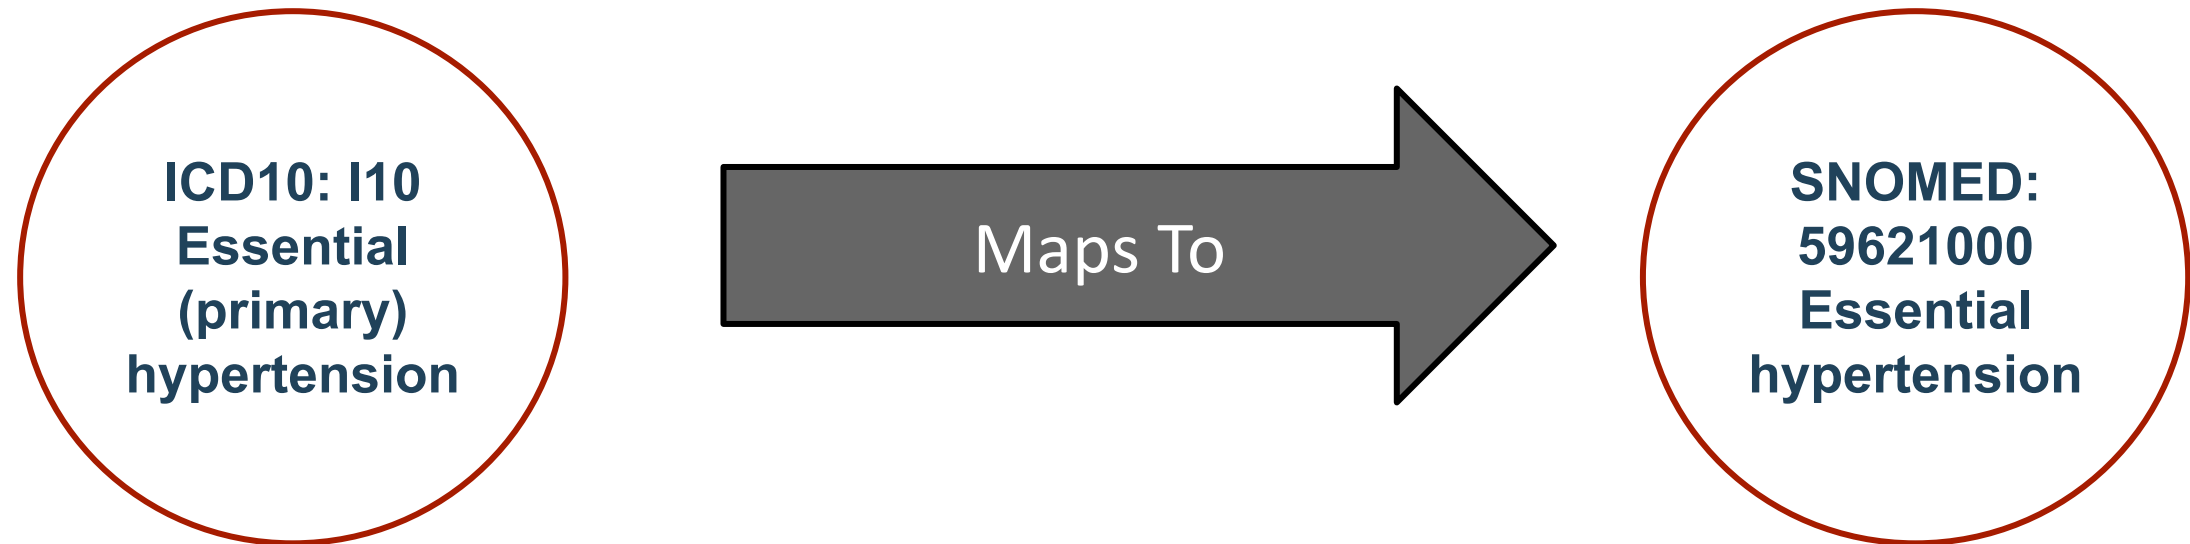 ICD10: I10
Essential
(primary)
hypertension
Maps To
SNOMED:
59621000
Essential
hypertension